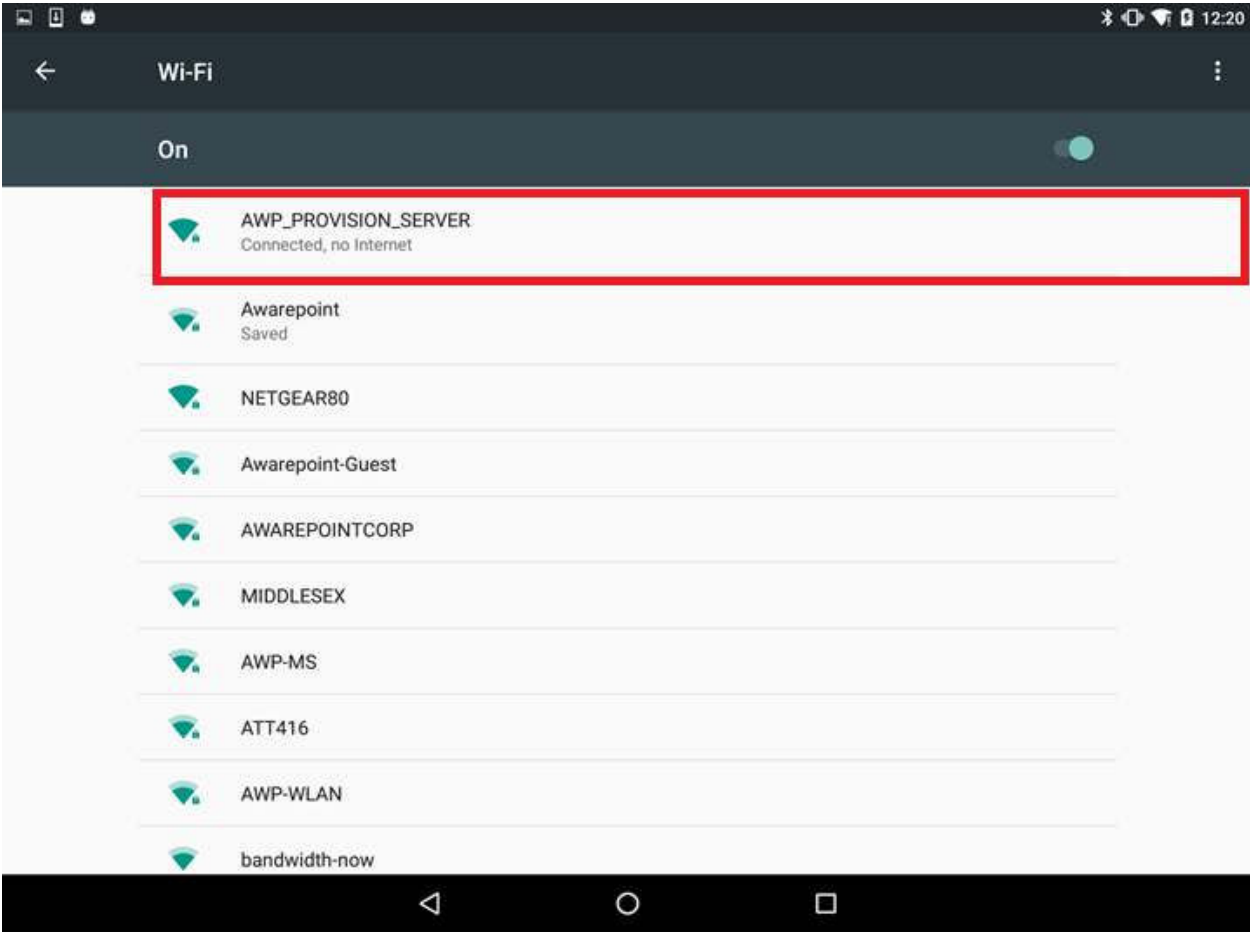 12:20
Wi-Fi
On
AWP_PROVISION_SERVER
Connected, no Internet
Awarepoint
Saved
NETGEAR80
Awarepoint-Guest
AWAREPOINTCORP
MIDDLESEX
AWP-MS
ATT416
AWP-WLAN
bandwidth-now